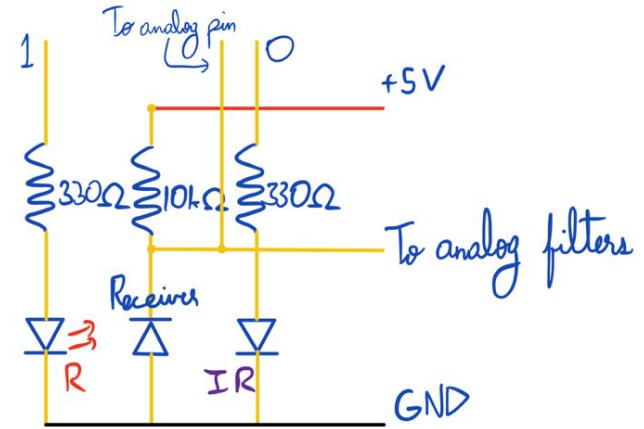 To analog pin
1
0
+5V
330Ω
10kΩ
330Ω
To analog filters
Receiver
R
IR
GND